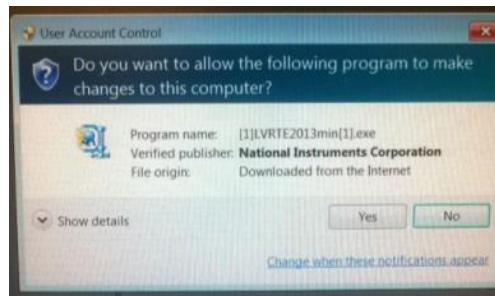 User Account Control
Do you want to allow the following program to make
changes to this computer?
Program name: [1]LVRTE2013min[1].exe
Verified publisher: National Instruments Corporation
File origin: Downloaded from the Internet
Show details
Yes No
Change when these notifications appear